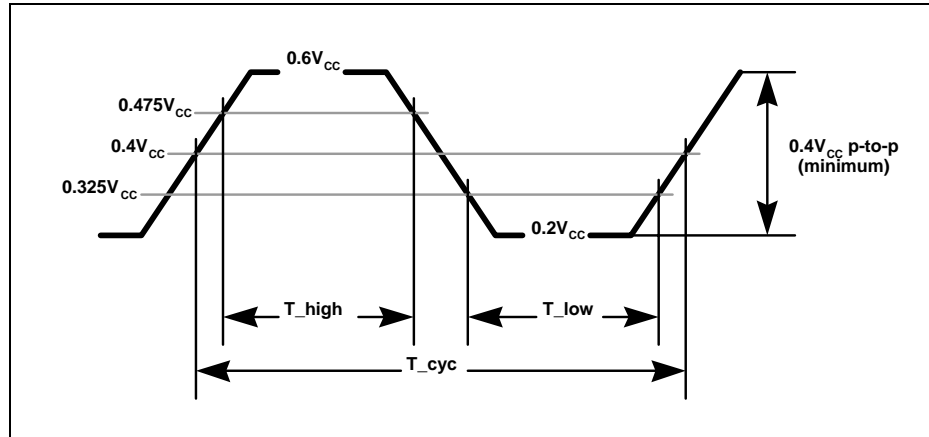 0.6VCC
0.475VCC
0.4VCC
0.325VCC
0.4VCC p-to-p
(minimum)
0.2VCC
T_high
T_low
T_cyc